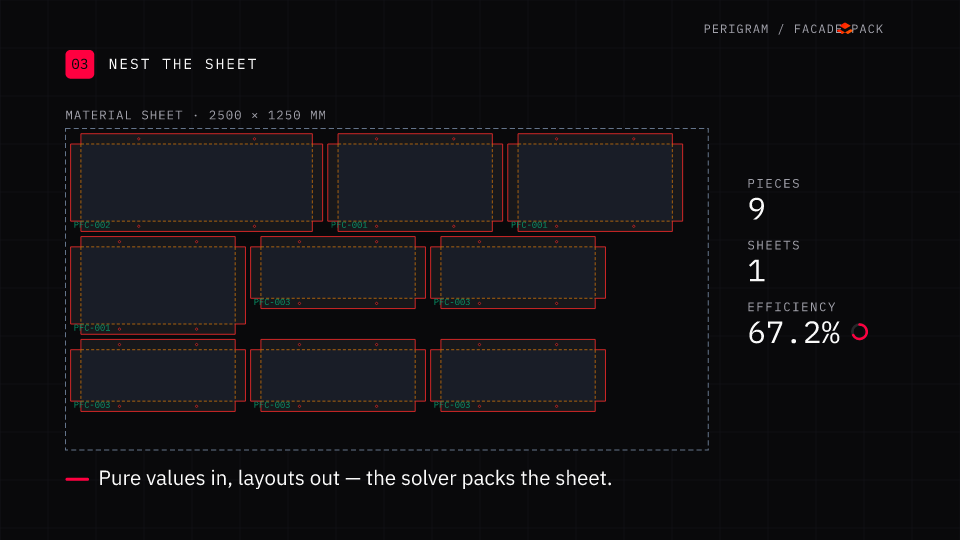 PERIGRAM / FACADE PACK
03 NEST THE SHEET
MATERIAL SHEET · 2500 × 1250 MM
PFC-002
PFC-001
PFC-001
PFC-001
PFC-003
PFC-003
PFC-003
PFC-003
PFC-003
PIECES
9
SHEETS
1
EFFICIENCY
67.2%
Pure values in, layouts out — the solver packs the sheet.